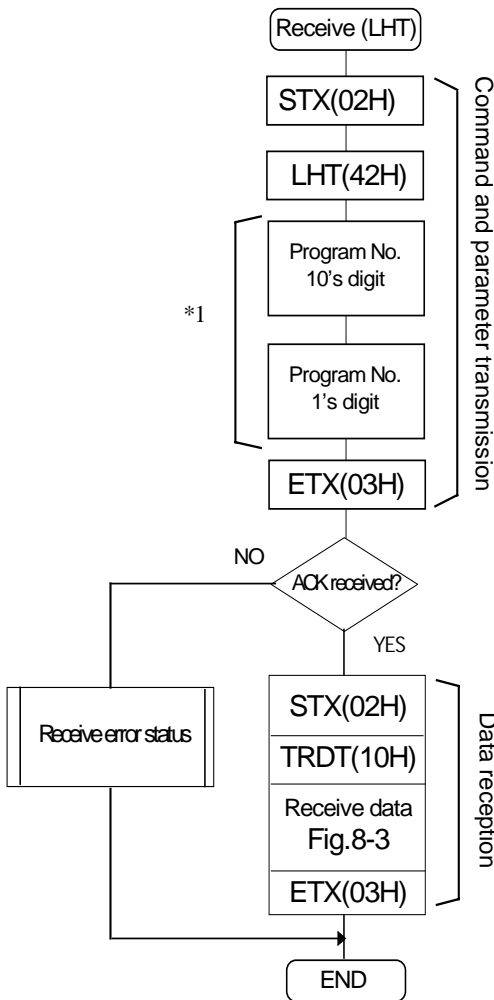 Receive (LHT)
STX(02H)
LHT(42H)
Program No.
10's digit
*1
Program No.
1's digit
ETX(03H)
Command and parameter transmission
NO
ACK received?
YES
Receive error status
STX(02H)
TRDT(10H)
Receive data
Fig.8-3
ETX(03H)
Data reception
END